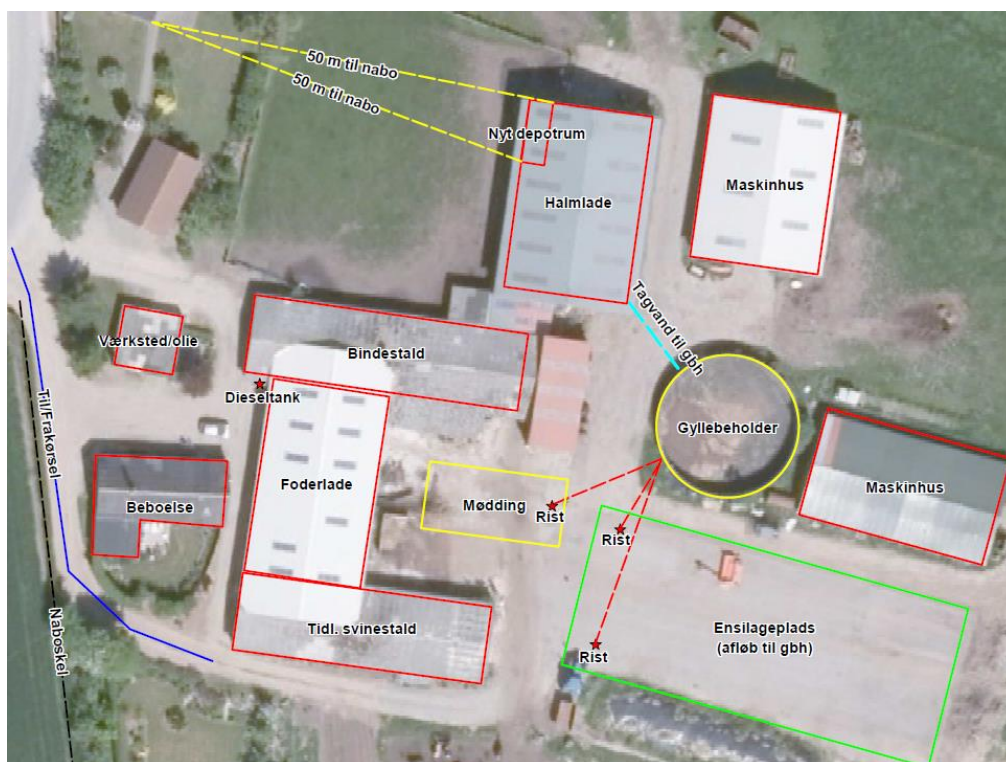 50 m til nabo
50 m til nabo
Nyt depotrum
Halmlade
Maskinhus
Tagvand til gbh
Værksted/olie
Bindestald
Dieseltank
Til/Frakørsel
Gyllebeholder
Foderlade
Mødding
Rist
Maskinhus
Beboelse
Rist
Naboskel
Tidl. svinestald
Rist
Ensilageplads
(afløb til gbh)